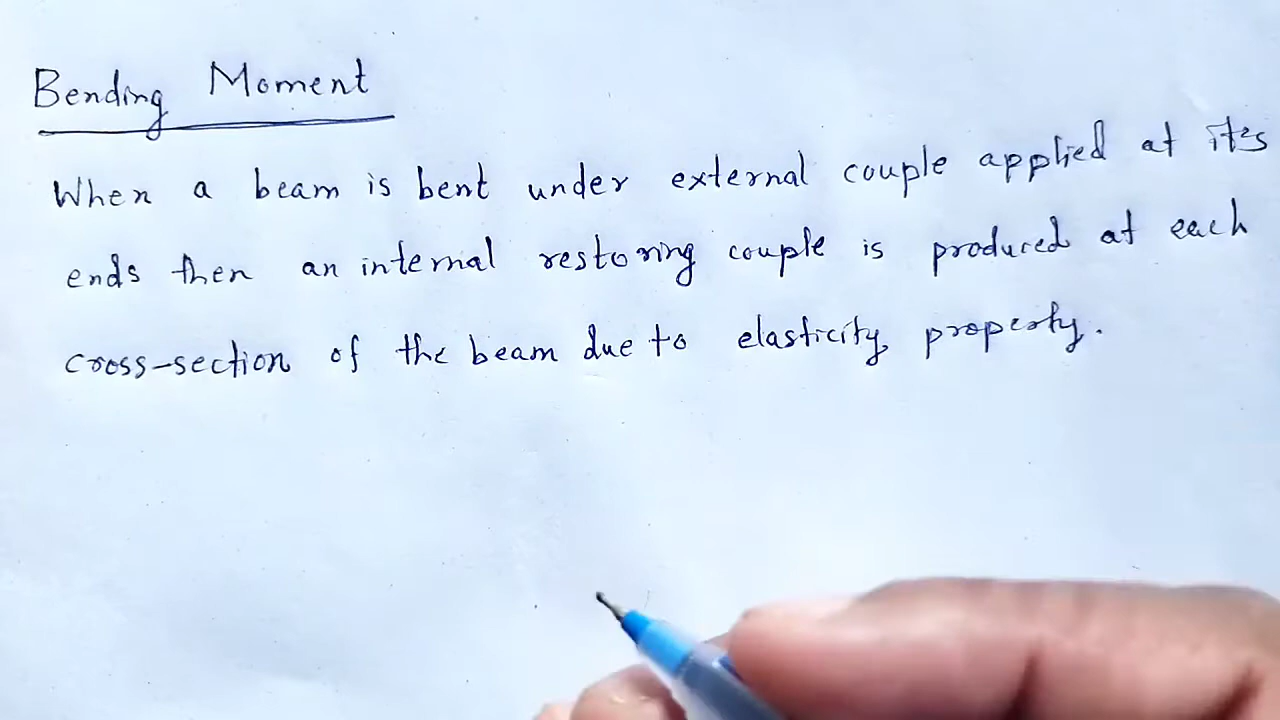 Bending Moment
When a beam is bent under external couple applied at it's
ends then an internal restoring couple is produced at each
cross-section of the beam due to elasticity property.